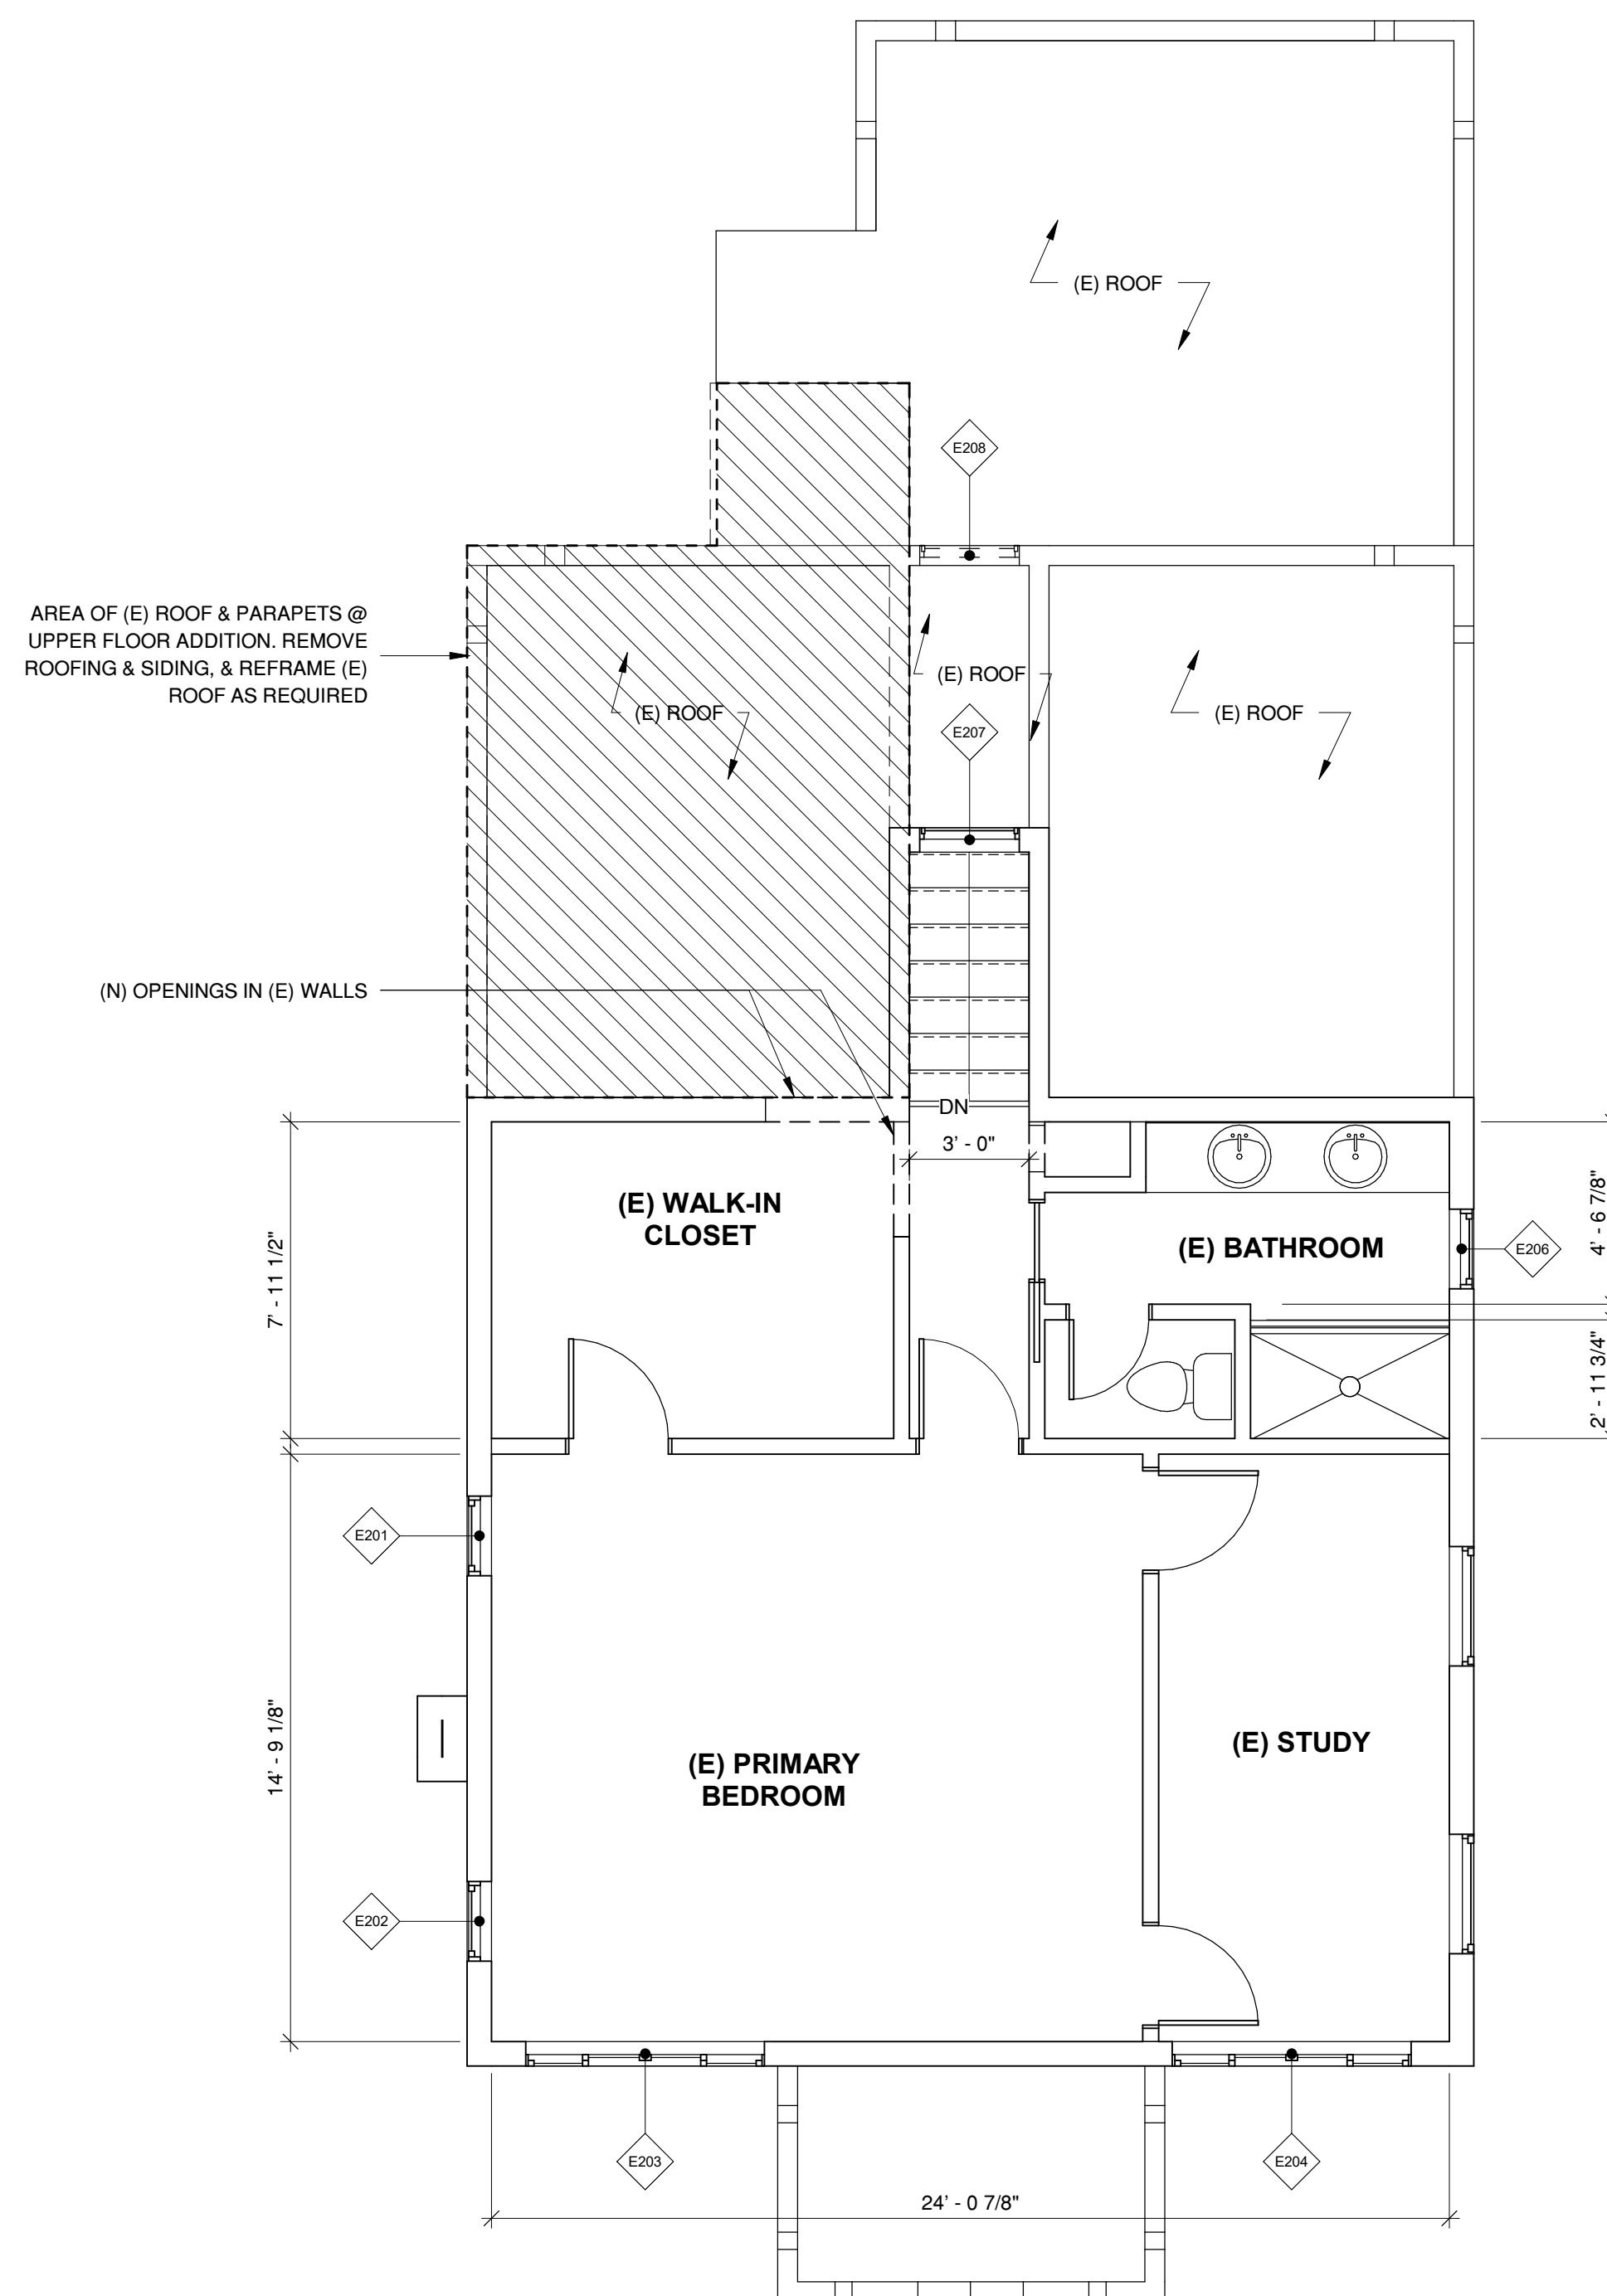 (E) ROOF
E208
AREA OF (E) ROOF & PARAPETS @
UPPER FLOOR ADDITION. REMOVE
ROOFING & SIDING, & REFRAME (E)
ROOF AS REQUIRED
(E) ROOF
(E) ROOF
(E) ROOF
E207
(N) OPENINGS IN (E) WALLS
DN
3' - 0"
(E) WALK-IN
CLOSET
7' - 11 1/2"
(E) BATHROOM
E206
4' - 6 7/8"
2' - 11 3/4"
E201
14' - 9 1/8"
(E) PRIMARY
BEDROOM
(E) STUDY
E202
E203
E204
24' - 0 7/8"